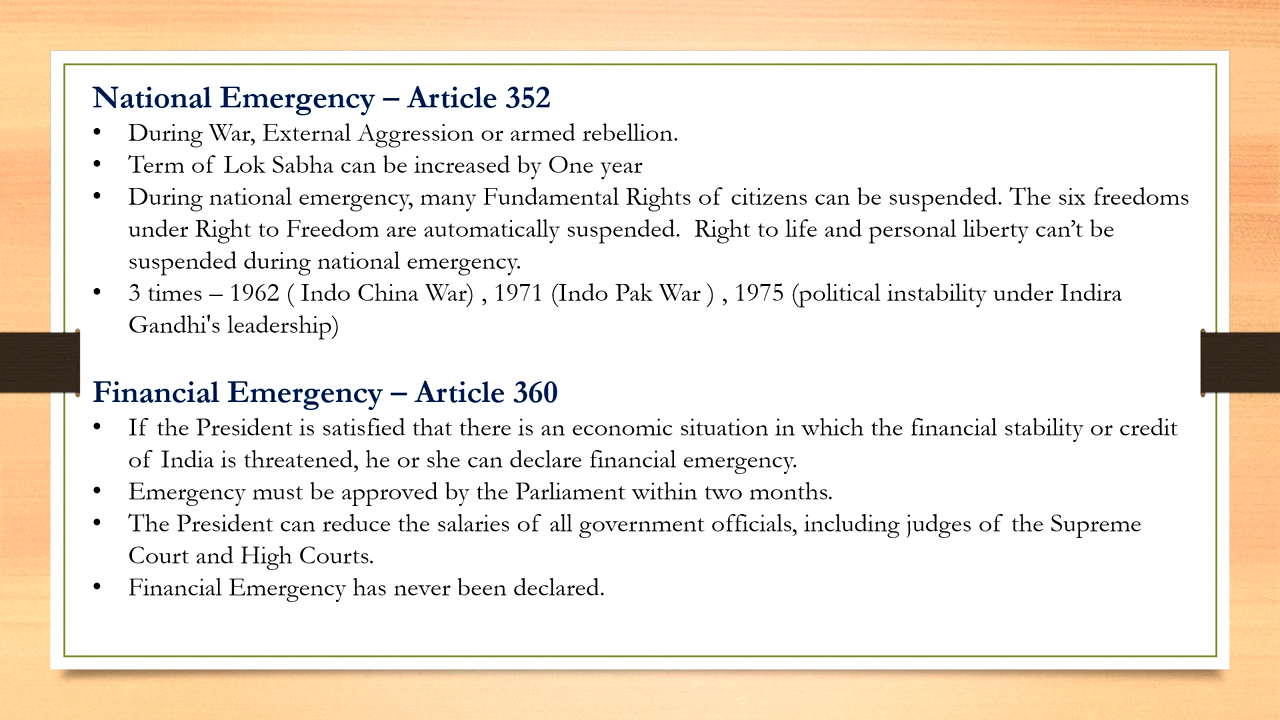 National Emergency – Article 352
• During War, External Aggression or armed rebellion.
• Term of Lok Sabha can be increased by One year
• During national emergency, many Fundamental Rights of citizens can be suspended. The six freedoms
under Right to Freedom are automatically suspended. Right to life and personal liberty can’t be
suspended during national emergency.
• 3 times – 1962 ( Indo China War) , 1971 (Indo Pak War ) , 1975 (political instability under Indira
Gandhi's leadership)
Financial Emergency – Article 360
• If the President is satisfied that there is an economic situation in which the financial stability or credit
of India is threatened, he or she can declare financial emergency.
• Emergency must be approved by the Parliament within two months.
• The President can reduce the salaries of all government officials, including judges of the Supreme
Court and High Courts.
• Financial Emergency has never been declared.